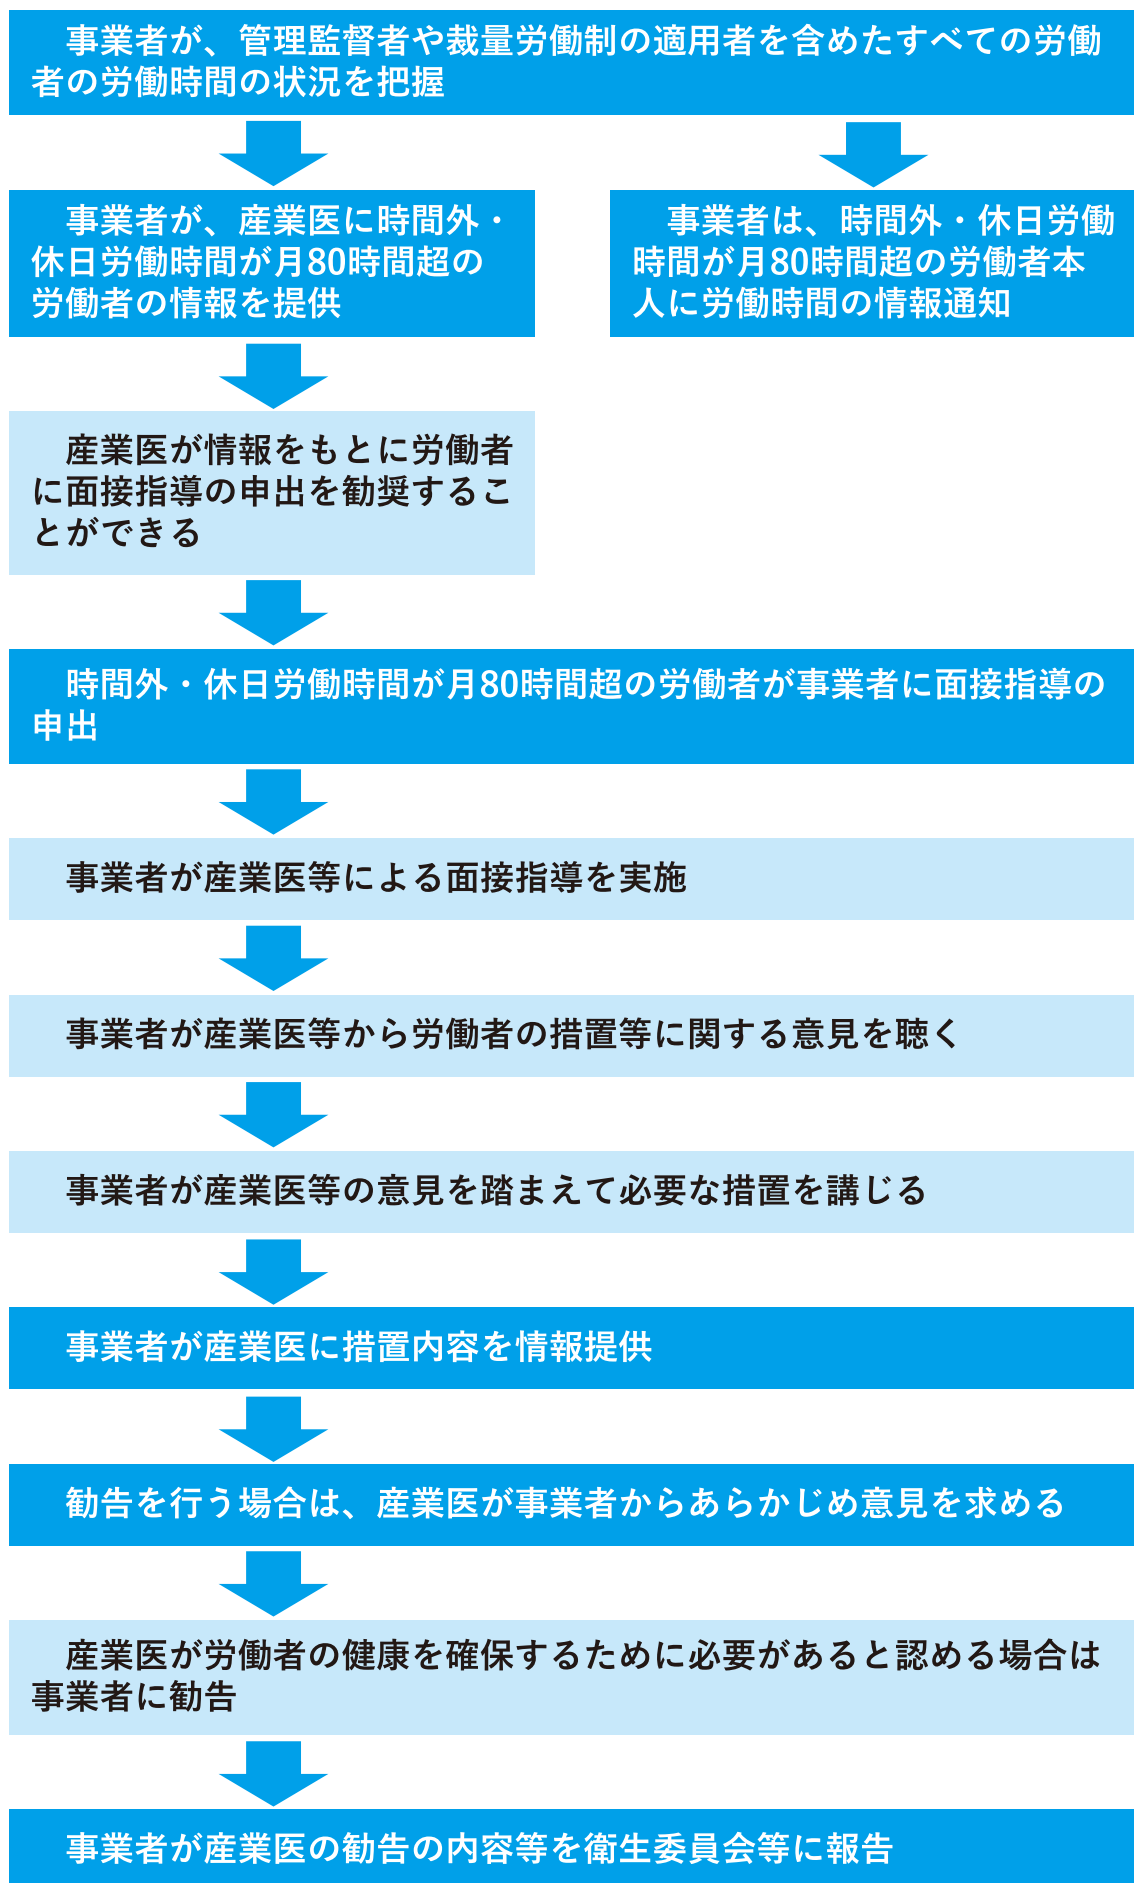 事業者が、管理監督者や裁量労働制の適用者を含めたすべての労働
者の労働時間の状況を把握
事業者が、産業医に時間外・
休日労働時間が月80時間超の
労働者の情報を提供
事業者は、時間外・休日労働
時間が月80時間超の労働者本
人に労働時間の情報通知
産業医が情報をもとに労働者
に面接指導の申出を勧奨するこ
とができる
時間外・休日労働時間が月80時間超の労働者が事業者に面接指導の
申出
事業者が産業医等による面接指導を実施
事業者が産業医等から労働者の措置等に関する意見を聴く
事業者が産業医等の意見を踏まえて必要な措置を講じる
事業者が産業医に措置内容を情報提供
勧告を行う場合は、産業医が事業者からあらかじめ意見を求める
産業医が労働者の健康を確保するために必要があると認める場合は
事業者に勧告
事業者が産業医の勧告の内容等を衛生委員会等に報告